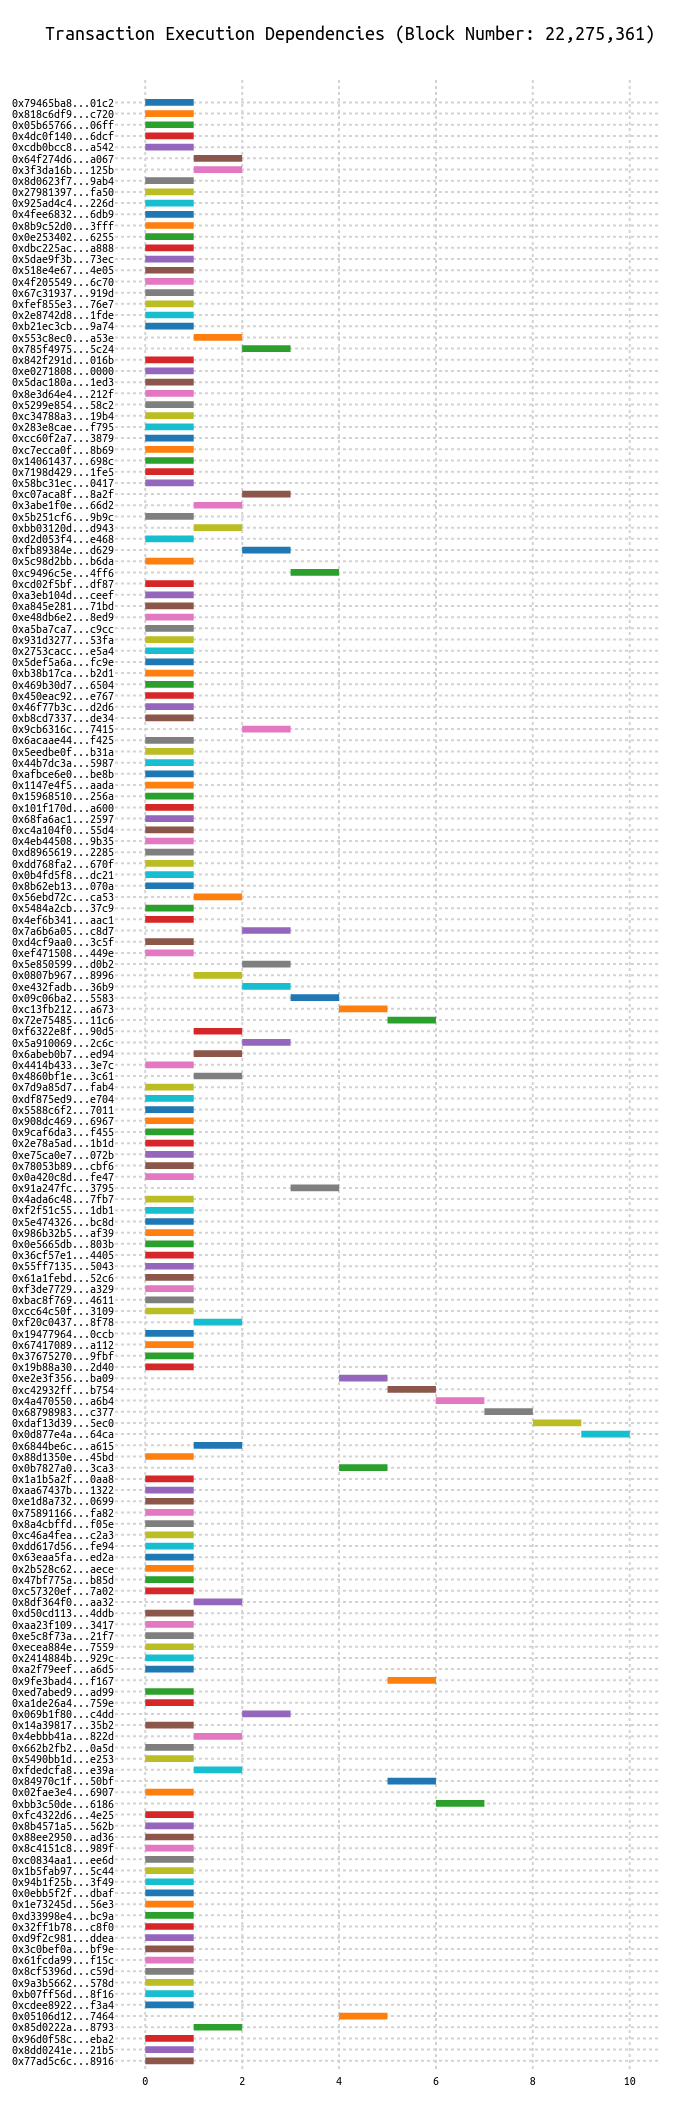 Transaction Execution Dependencies (Block Number: 22,275,361)
0x79465ba8...01c2
0x818c6df9...c720
0x05b65766...06ff
0x4dc0f140...6dcf
0xcdb0bcc8...a542
0x64f274d6...a067
0x3f3da16b...125b
0x8d0623f7...9ab4
0x27981397...fa50
0x925ad4c4...226d
0x4fee6832...6db9
0x8b9c52d0...3fff
0x0e253402...6255
0xdbc225ac...a888
0x5dae9f3b...73ec
0x518e4e67...4e05
0x4f205549...6c70
0x67c31937...919d
0xfef855e3...76e7
0x2e8742d8...1fde
0xb21ec3cb...9a74
0x553c8ec0...a53e
0x785f4975...5c24
0x842f291d...016b
0xe0271808...0000
0x5dac180a...1ed3
0x8e3d64e4...212f
0x5299e854...58c2
0xc34788a3...19b4
0x283e8cae...f795
0xcc60f2a7...3879
0xc7ecca0f...8b69
0x14061437...698c
0x7198d429...1fe5
0x58bc31ec...0417
0xc07aca8f...8a2f
0x3abe1f0e...66d2
0x5b251cf6...9b9c
0xbb03120d...d943
0xd2d053f4...e468
0xfb89384e...d629
0x5c98d2bb...b6da
0xc9496c5e...4ff6
0xcd02f5bf...df87
0xa3eb104d...ceef
0xa845e281...71bd
0xe48db6e2...8ed9
0xa5ba7ca7...c9cc
0x931d3277...53fa
0x2753cacc...e5a4
0x5def5a6a...fc9e
0xb38b17ca...b2d1
0x469b30d7...6504
0x450eac92...e767
0x46f77b3c...d2d6
0xb8cd7337...de34
0x9cb6316c...7415
0x6acaae44...f425
0x5eedbe0f...b31a
0x44b7dc3a...5987
0xafbce6e0...be8b
0x1147e4f5...aada
0x15968510...256a
0x101f170d...a600
0x68fa6ac1...2597
0xc4a104f0...55d4
0x4eb44508...9b35
0xd8965619...2285
0xdd768fa2...670f
0x0b4fd5f8...dc21
0x8b62eb13...070a
0x56ebd72c...ca53
0x5484a2cb...37c9
0x4ef6b341...aac1
0x7a6b6a05...c8d7
0xd4cf9aa0...3c5f
0xef471508...449e
0x5e850599...d0b2
0x0807b967...8996
0xe432fadb...36b9
0x09c06ba2...5583
0xc13fb212...a673
0x72e75485...11c6
0xf6322e8f...90d5
0x5a910069...2c6c
0x6abeb0b7...ed94
0x4414b433...3e7c
0x4860bf1e...3c61
0x7d9a85d7...fab4
0xdf875ed9...e704
0x5588c6f2...7011
0x908dc469...6967
0x9caf6da3...f455
0x2e78a5ad...1b1d
0xe75ca0e7...072b
0x78053b89...cbf6
0x0a420c8d...fe47
0x91a247fc...3795
0x4ada6c48...7fb7
0xf2f51c55...1db1
0x5e474326...bc8d
0x986b32b5...af39
0x0e5665db...803b
0x36cf57e1...4405
0x55ff7135...5043
0x61a1febd...52c6
0xf3de7729...a329
0xbac8f769...4611
0xcc64c50f...3109
0xf20c0437...8f78
0x19477964...0ccb
0x67417089...a112
0x37675270...9fbf
0x19b88a30...2d40
0xe2e3f356...ba09
0xc42932ff...b754
0x4a470550...a6b4
0x68798983...c377
0xdaf13d39...5ec0
0x0d877e4a...64ca
0x6844be6c...a615
0x88d1350e...45bd
0x0b7827a0...3ca3
0x1a1b5a2f...0aa8
0xaa67437b...1322
0xe1d8a732...0699
0x75891166...fa82
0x8a4cbffd...f05e
0xc46a4fea...c2a3
0xdd617d56...fe94
0x63eaa5fa...ed2a
0x2b528c62...aece
0x47bf775a...b85d
0xc57320ef...7a02
0x8df364f0...aa32
0xd50cd113...4ddb
0xaa23f109...3417
0xe5c8f73a...21f7
0xecea884e...7559
0x2414884b...929c
0xa2f79eef...a6d5
0x9fe3bad4...f167
0xed7abed9...ad99
0xa1de26a4...759e
0x069b1f80...c4dd
0x14a39817...35b2
0x4ebbb41a...822d
0x662b2fb2...0a5d
0x5490bb1d...e253
0xfdedcfa8...e39a
0x84970c1f...50bf
0x02fae3e4...6907
0xbb3c50de...6186
0xfc4322d6...4e25
0x8b4571a5...562b
0x88ee2950...ad36
0x8c4151c8...989f
0xc0834aa1...ee6d
0x1b5fab97...5c44
0x94b1f25b...3f49
0x0ebb5f2f...dbaf
0x1e73245d...56e3
0xd33998e4...bc9a
0x32ff1b78...c8f0
0xd9f2c981...ddea
0x3c0bef0a...bf9e
0x61fcda99...f15c
0x8cf5396d...c59d
0x9a3b5662...578d
0xb07ff56d...8f16
0xcdee8922...f3a4
0x05106d12...7464
0x85d0222a...8793
0x96d0f58c...eba2
0x8dd0241e...21b5
0x77ad5c6c...8916
0 2 4 6 8 10